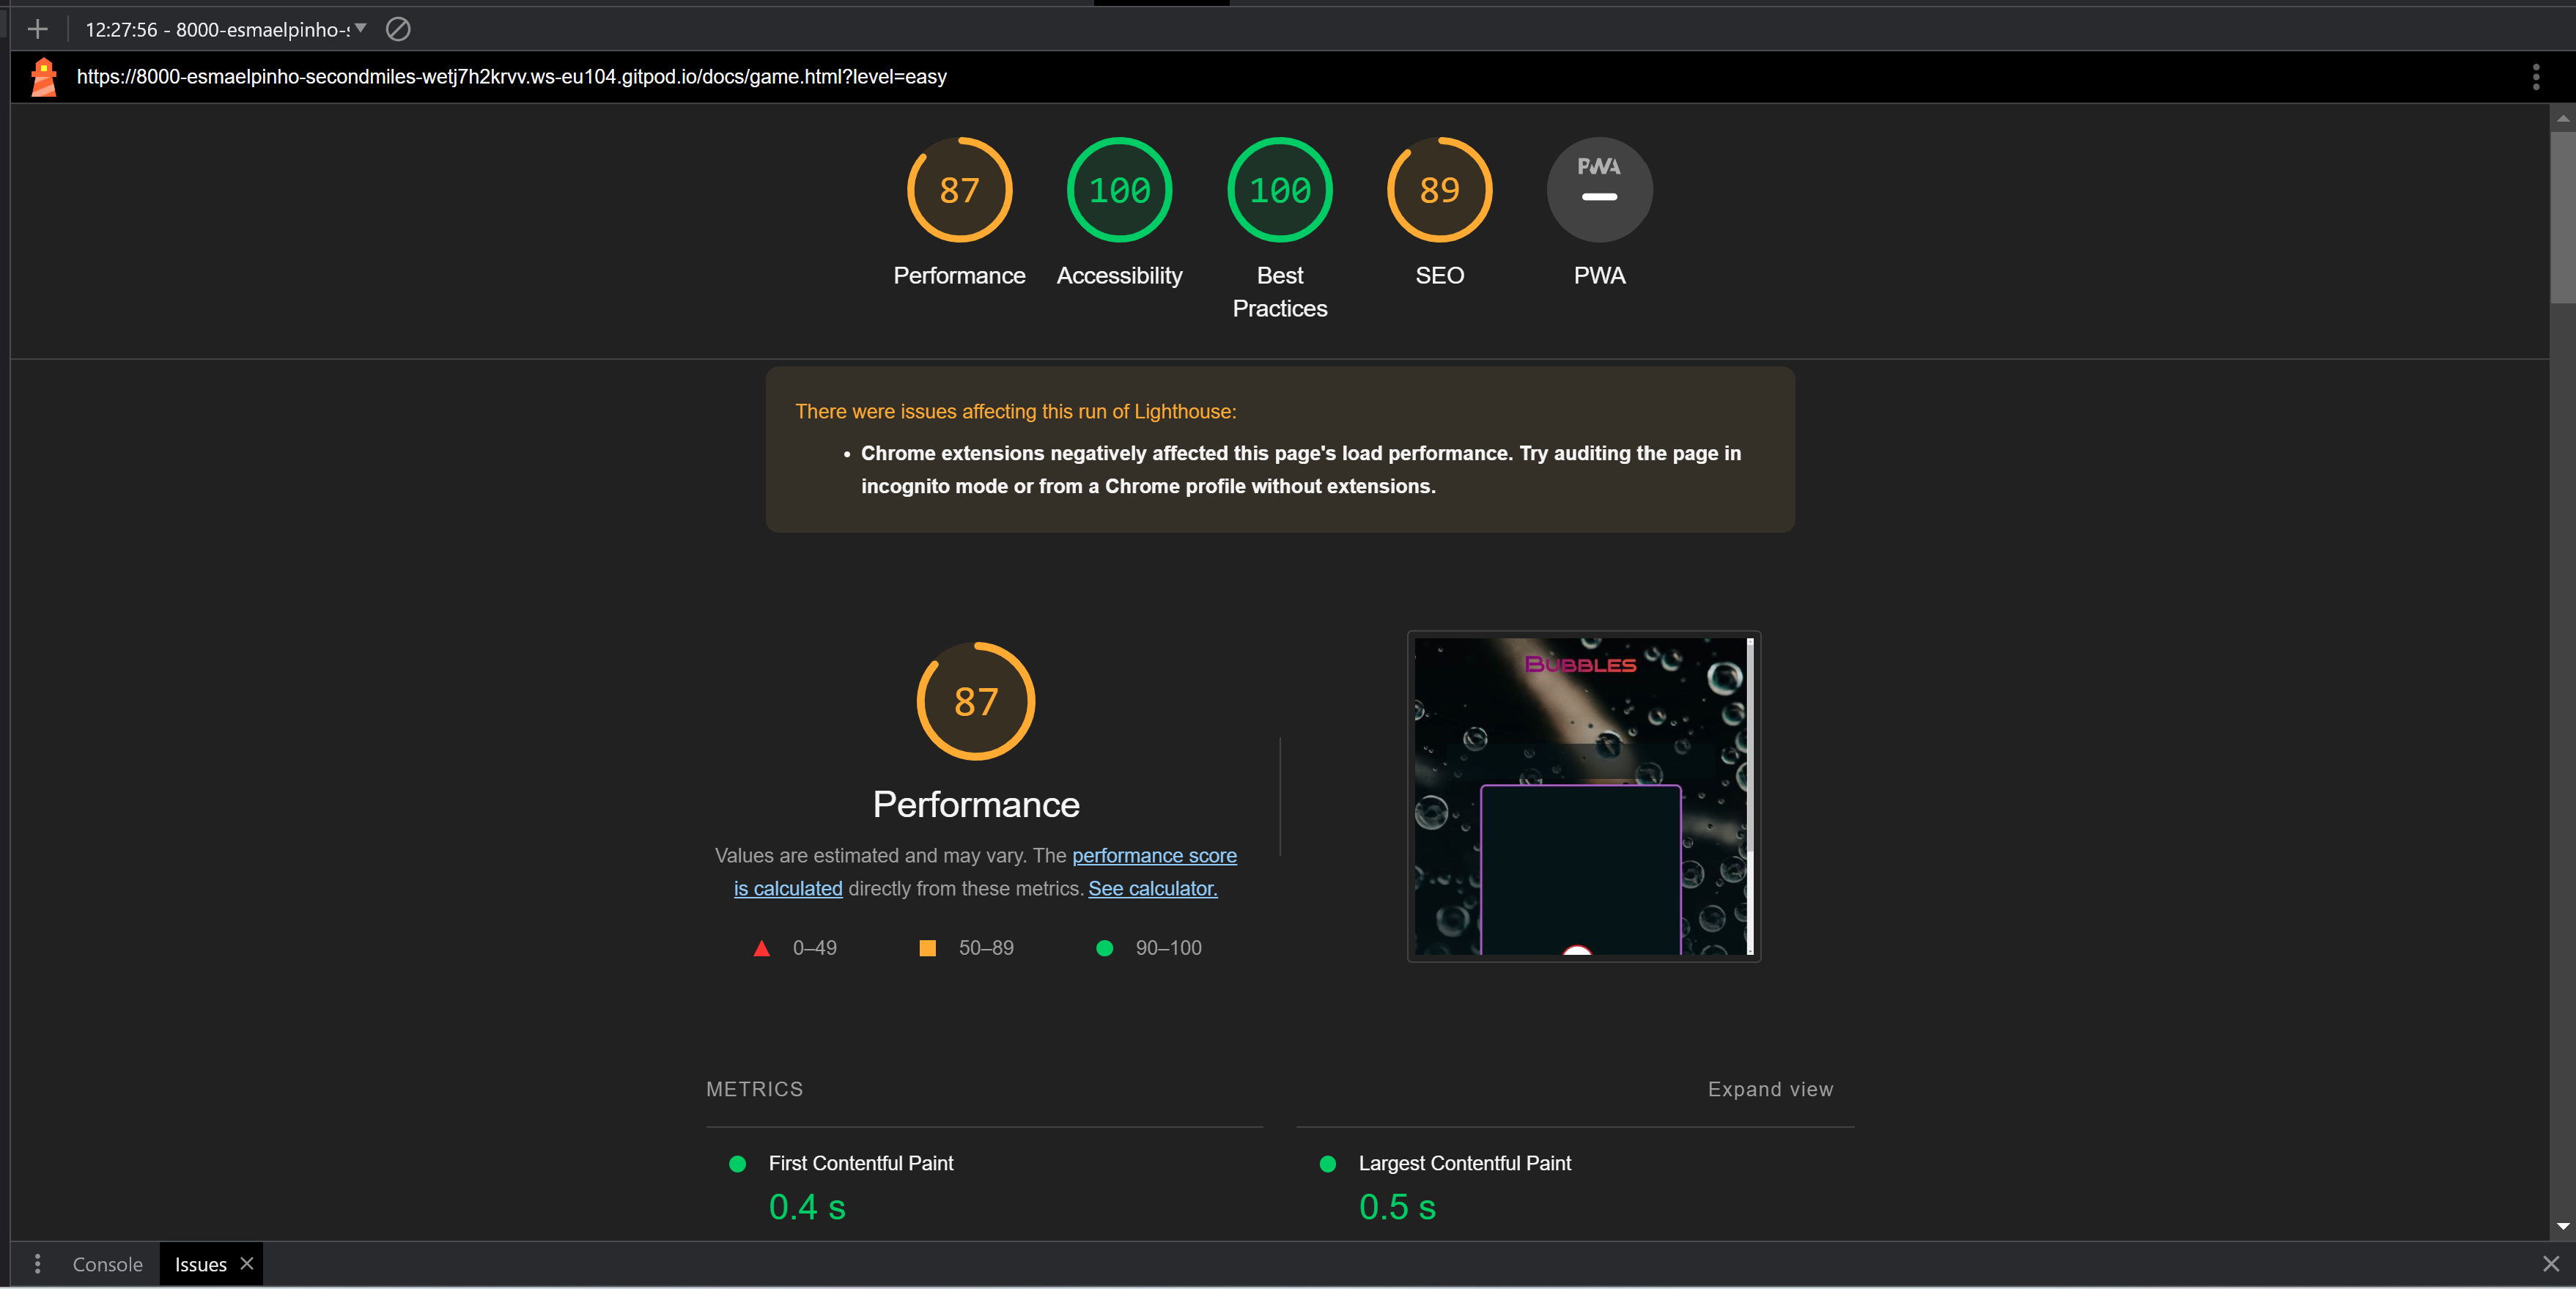 12:27:56 - 8000-esmaelpinho-s
https://8000-esmaelpinho-secondmiles-wetj7h2krvv.ws-eu104.gitpod.io/docs/game.html?level=easy
87
100
100
89
PWA
Performance
Accessibility
Best
Practices
SEO
PWA
There were issues affecting this run of Lighthouse:
• Chrome extensions negatively affected this page's load performance. Try auditing the page in
incognito mode or from a Chrome profile without extensions.
87
Performance
Values are estimated and may vary. The performance score
is calculated directly from these metrics. See calculator.
0–49
50–89
90–100
Bubbles
METRICS
Expand view
First Contentful Paint
0.4 s
Largest Contentful Paint
0.5 s
Console
Issues